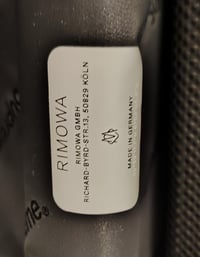 RIMOWA
RIMOWA GMBH
RICHARD-BYRD-STR.13, 50829 KÖLN
MADE IN GERMANY